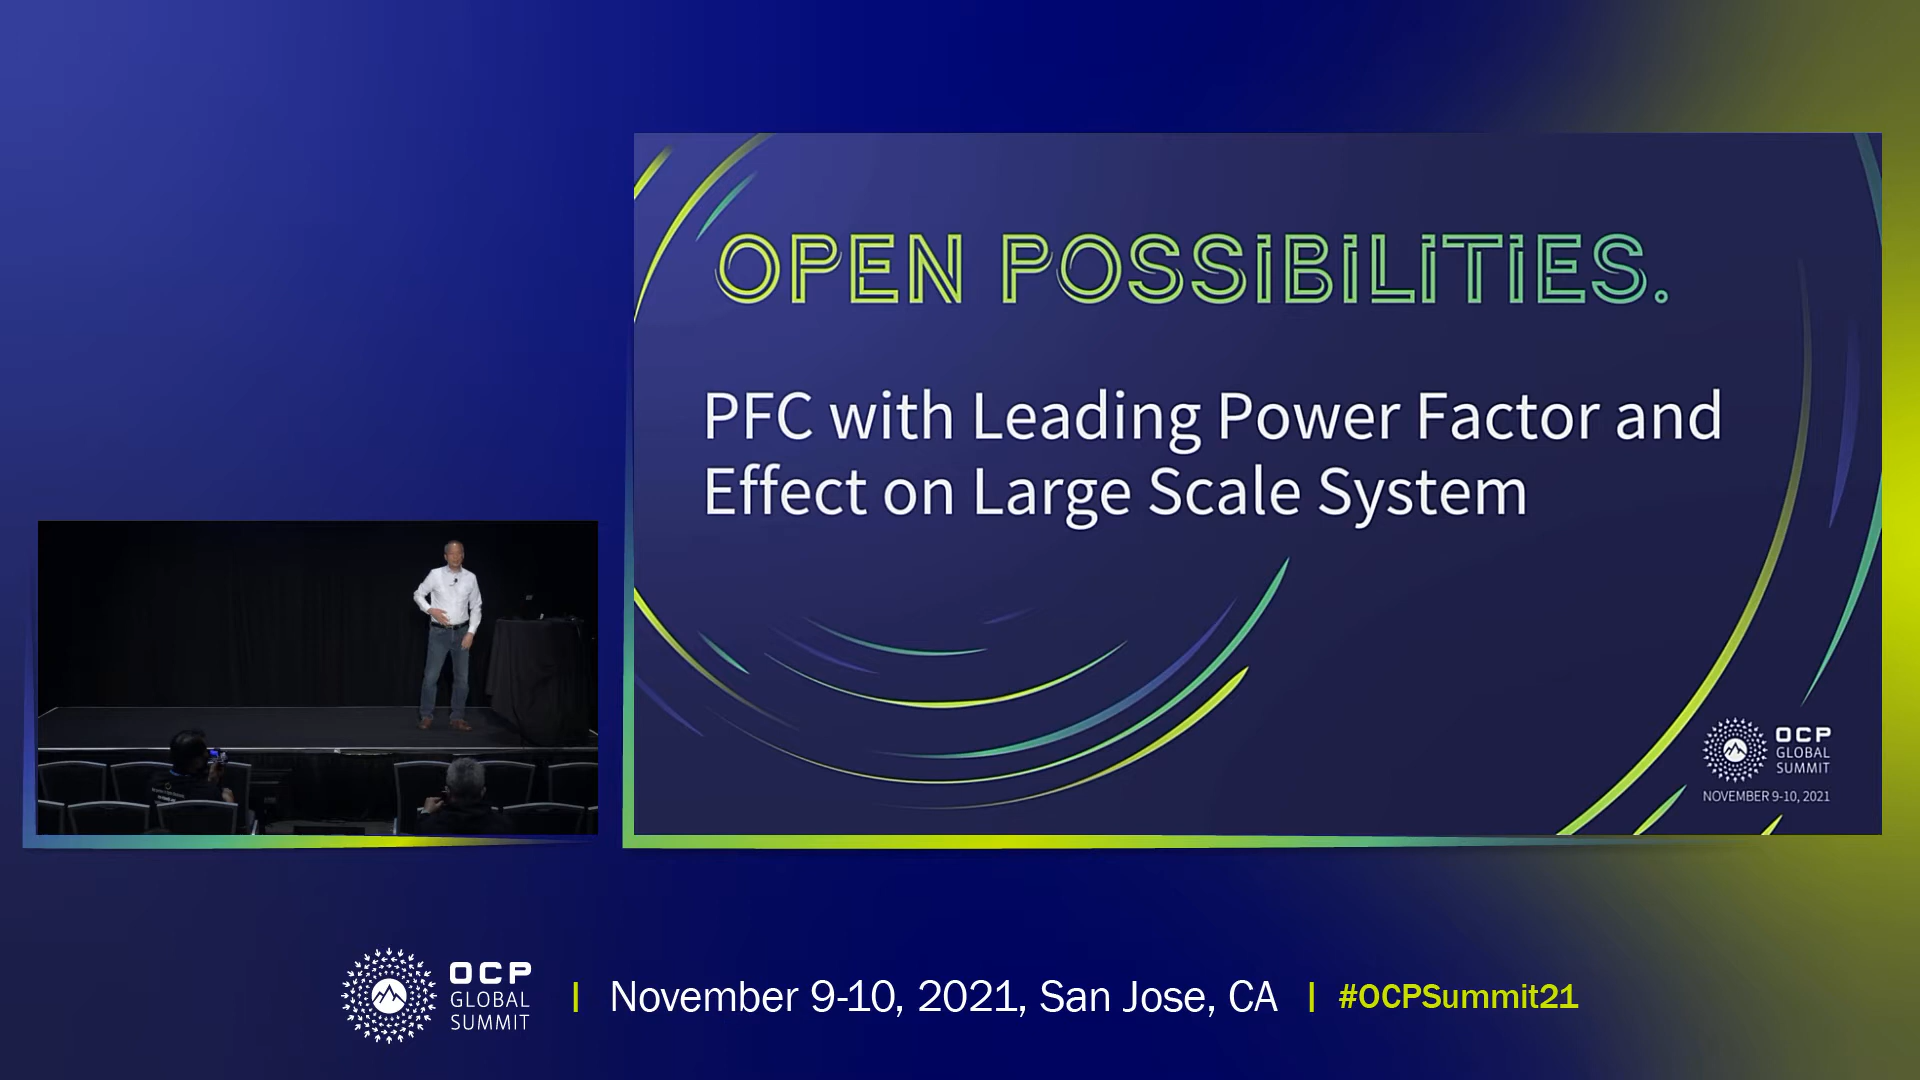 OPEN POSSIBILITIES.
PFC with Leading Power Factor and
Effect on Large Scale System
OCP
GLOBAL
SUMMIT
NOVEMBER 9-10, 2021
OCP
GLOBAL
SUMMIT
| November 9-10, 2021, San Jose, CA | #OCPSummit21